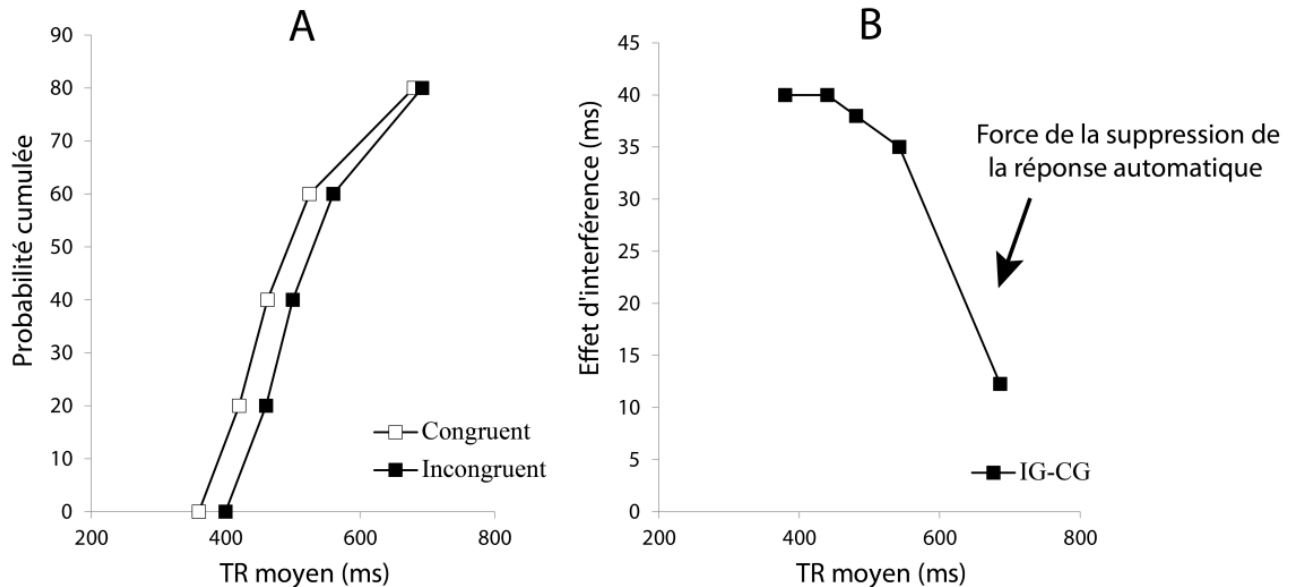 A
Probabilité cumulée
90
80
70
60
50
40
30
20
10
0
200
400
600
800
TR moyen (ms)
Congruent
Incongruent
B
Effet d'interférence (ms)
45
40
35
30
25
20
15
10
5
0
200
400
600
800
TR moyen (ms)
Force de la suppression de
la réponse automatique
IG-CG